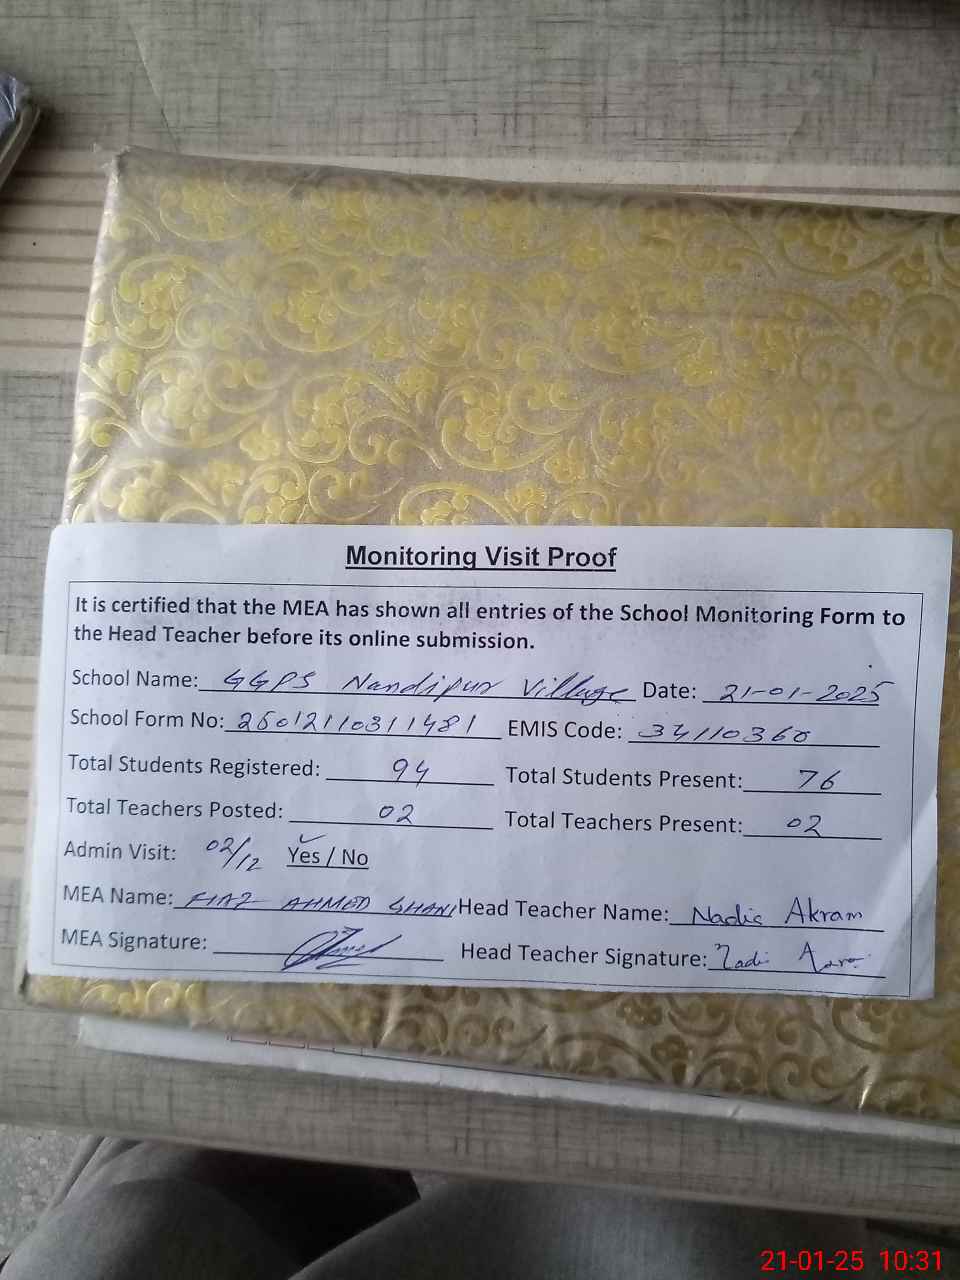 Monitoring Visit Proof
It is certified that the MEA has shown all entries of the School Monitoring Form to
the Head Teacher before its online submission.
School Name: GGPS Nandipur Village Date: 21-01-2025
School Form No: 25012110311481 EMIS Code: 34110360
Total Students Registered: 94 Total Students Present: 76
Total Teachers Posted: 02 Total Teachers Present: 02
Admin Visit: 02/12 Yes / No
MEA Name: FIAZ AHMED GHANI Head Teacher Name: Nadia Akram
MEA Signature: Head Teacher Signature: Nadi
21-01-25 10:31